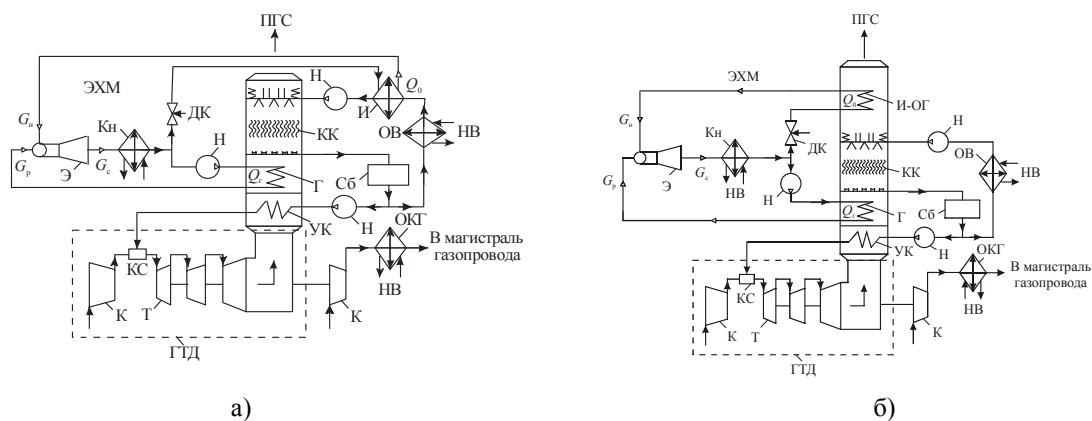 ПГС
ЭХМ
Н
Q₀
ДК
И
Gи
Кн
КК
ОВ
НВ
Gр
Э
Gс
Н
Qг
Г
Сб
УК
Н
ОКГ
КС
В магистраль
газопровода
НВ
К
Т
К
ГТД
а)
ПГС
ЭХМ
Q₀
И-ОГ
Gи
Кн
ДК
Н
ОВ
Gр
Э
Gс
НВ
КК
НВ
Н
Qг
Г
Сб
УК
Н
ОКГ
В магистраль
газопровода
КС
НВ
К
Т
К
ГТД
б)